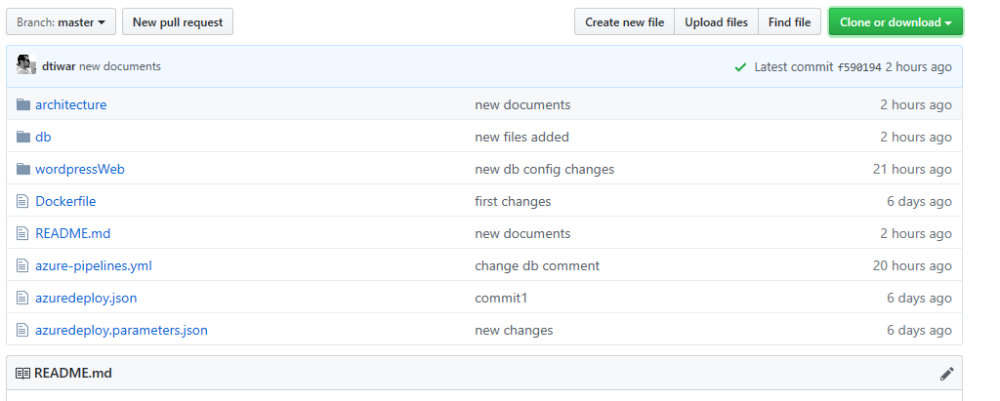 Branch: master New pull request Create new file Upload files Find file Clone or download
dtiwar new documents Latest commit f590194 2 hours ago
architecture new documents 2 hours ago
db new files added 2 hours ago
wordpressWeb new db config changes 21 hours ago
Dockerfile first changes 6 days ago
README.md new documents 2 hours ago
azure-pipelines.yml change db comment 20 hours ago
azuredeploy.json commit1 6 days ago
azuredeploy.parameters.json new changes 6 days ago
README.md